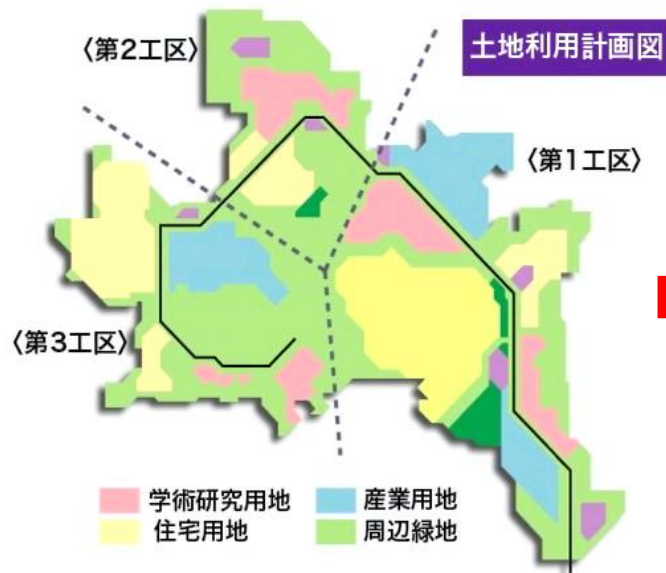 土地利用計画図
〈第2工区〉
〈第1工区〉
〈第3工区〉
学術研究用地
産業用地
住宅用地
周辺緑地